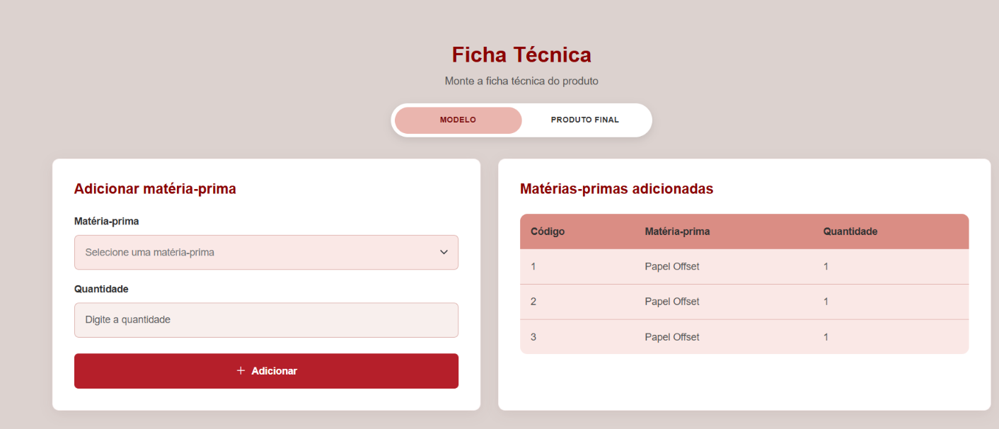 Ficha Técnica
Monte a ficha técnica do produto
MODELO PRODUTO FINAL
Adicionar matéria-prima
Matéria-prima
Selecione uma matéria-prima
Quantidade
Digite a quantidade
+ Adicionar
Matérias-primas adicionadas
Código Matéria-prima Quantidade
1 Papel Offset 1
2 Papel Offset 1
3 Papel Offset 1